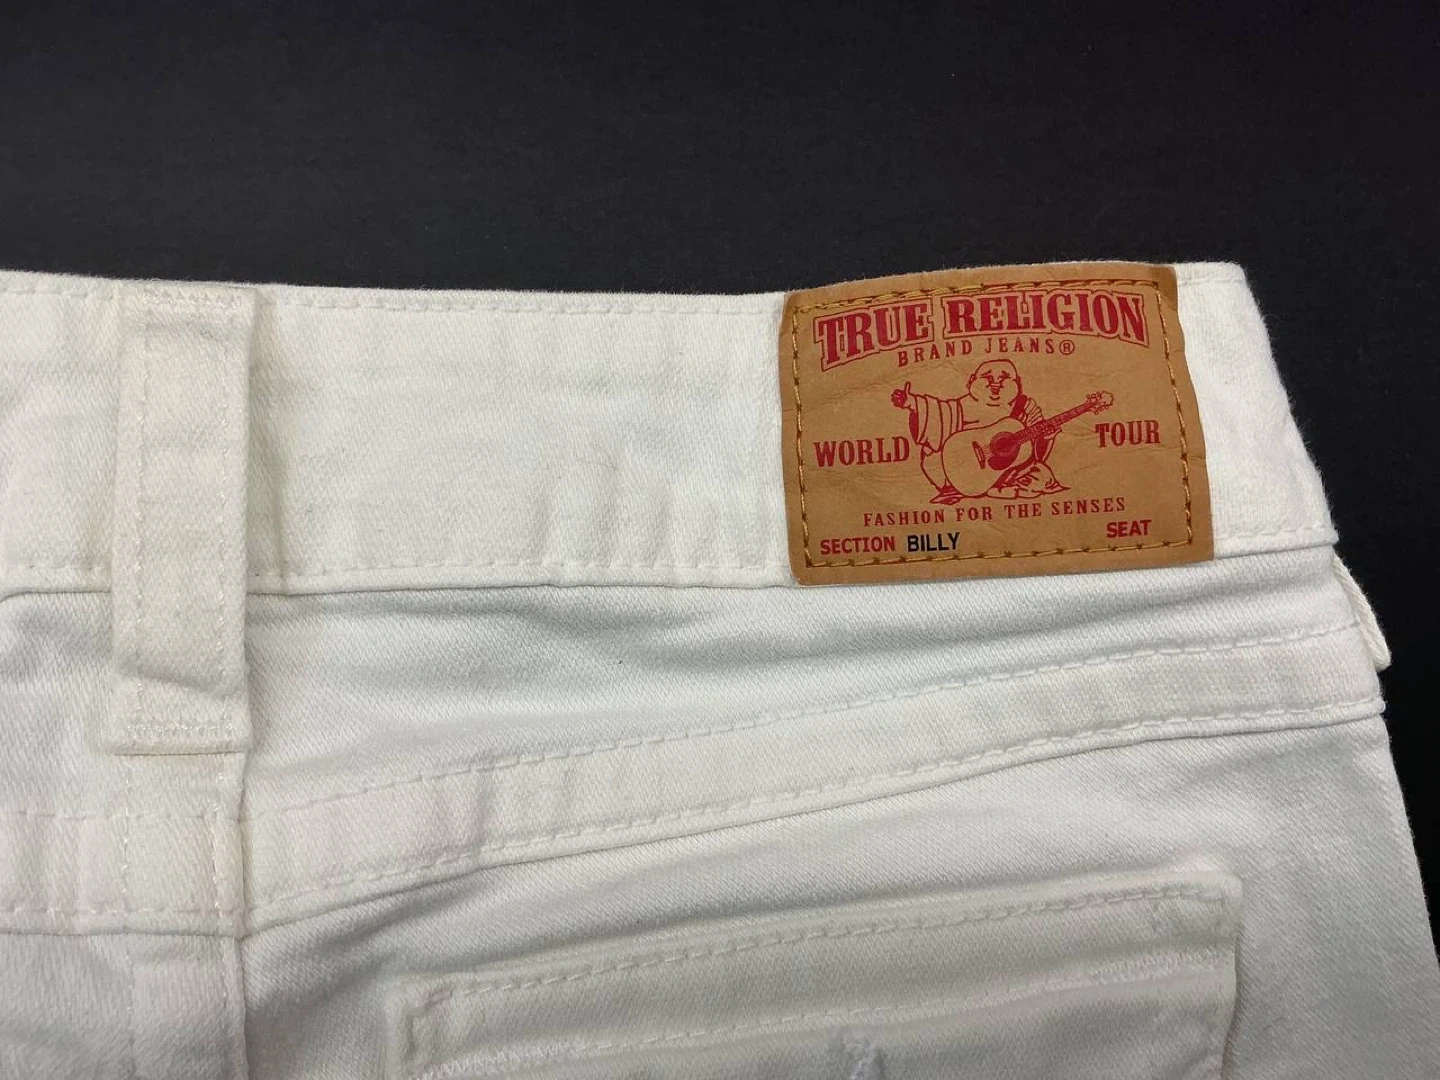 TRUE RELIGION
BRAND JEANS®
WORLD TOUR
FASHION FOR THE SENSES
SECTION BILLY SEAT